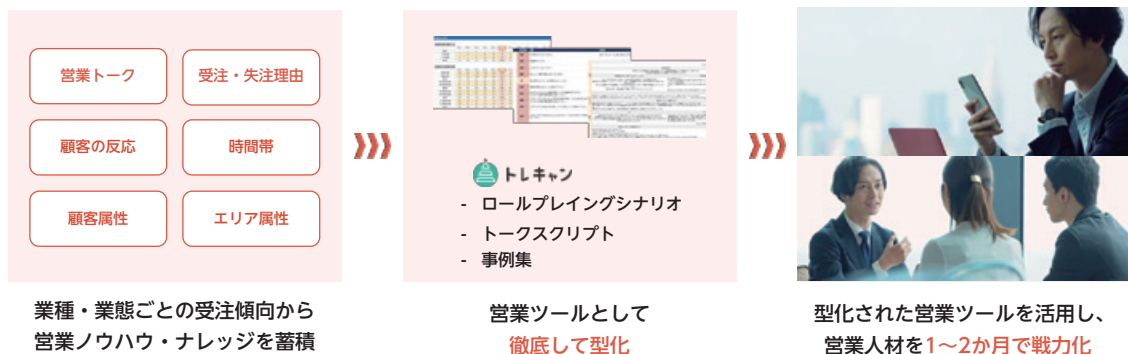 営業トーク
受注・失注理由
顧客の反応
時間帯
顧客属性
エリア属性
業種・業態ごとの受注傾向から
営業ノウハウ・ナレッジを蓄積
トレキャン
- ロールプレイングシナリオ
- トークスクリプト
- 事例集
営業ツールとして
徹底して型化
型化された営業ツールを活用し、
営業人材を1〜2か月で戦力化